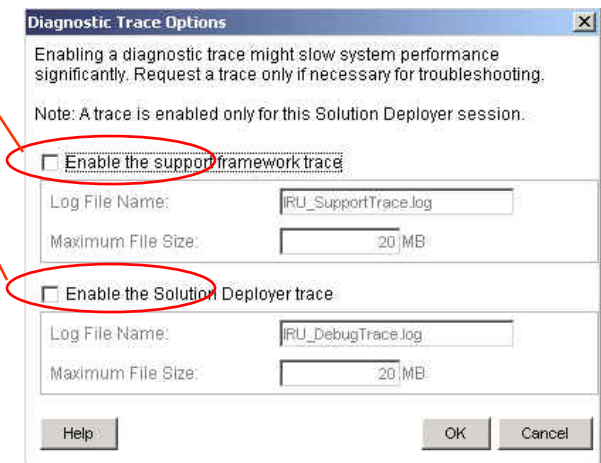 Diagnostic Trace Options
Enabling a diagnostic trace might slow system performance
significantly. Request a trace only if necessary for troubleshooting.
Note: A trace is enabled only for this Solution Deployer session.
Enable the support framework trace
Log File Name: IRU_SupportTrace.log
Maximum File Size: 20 MB
Enable the Solution Deployer trace
Log File Name: IRU_DebugTrace.log
Maximum File Size: 20 MB
Help OK Cancel